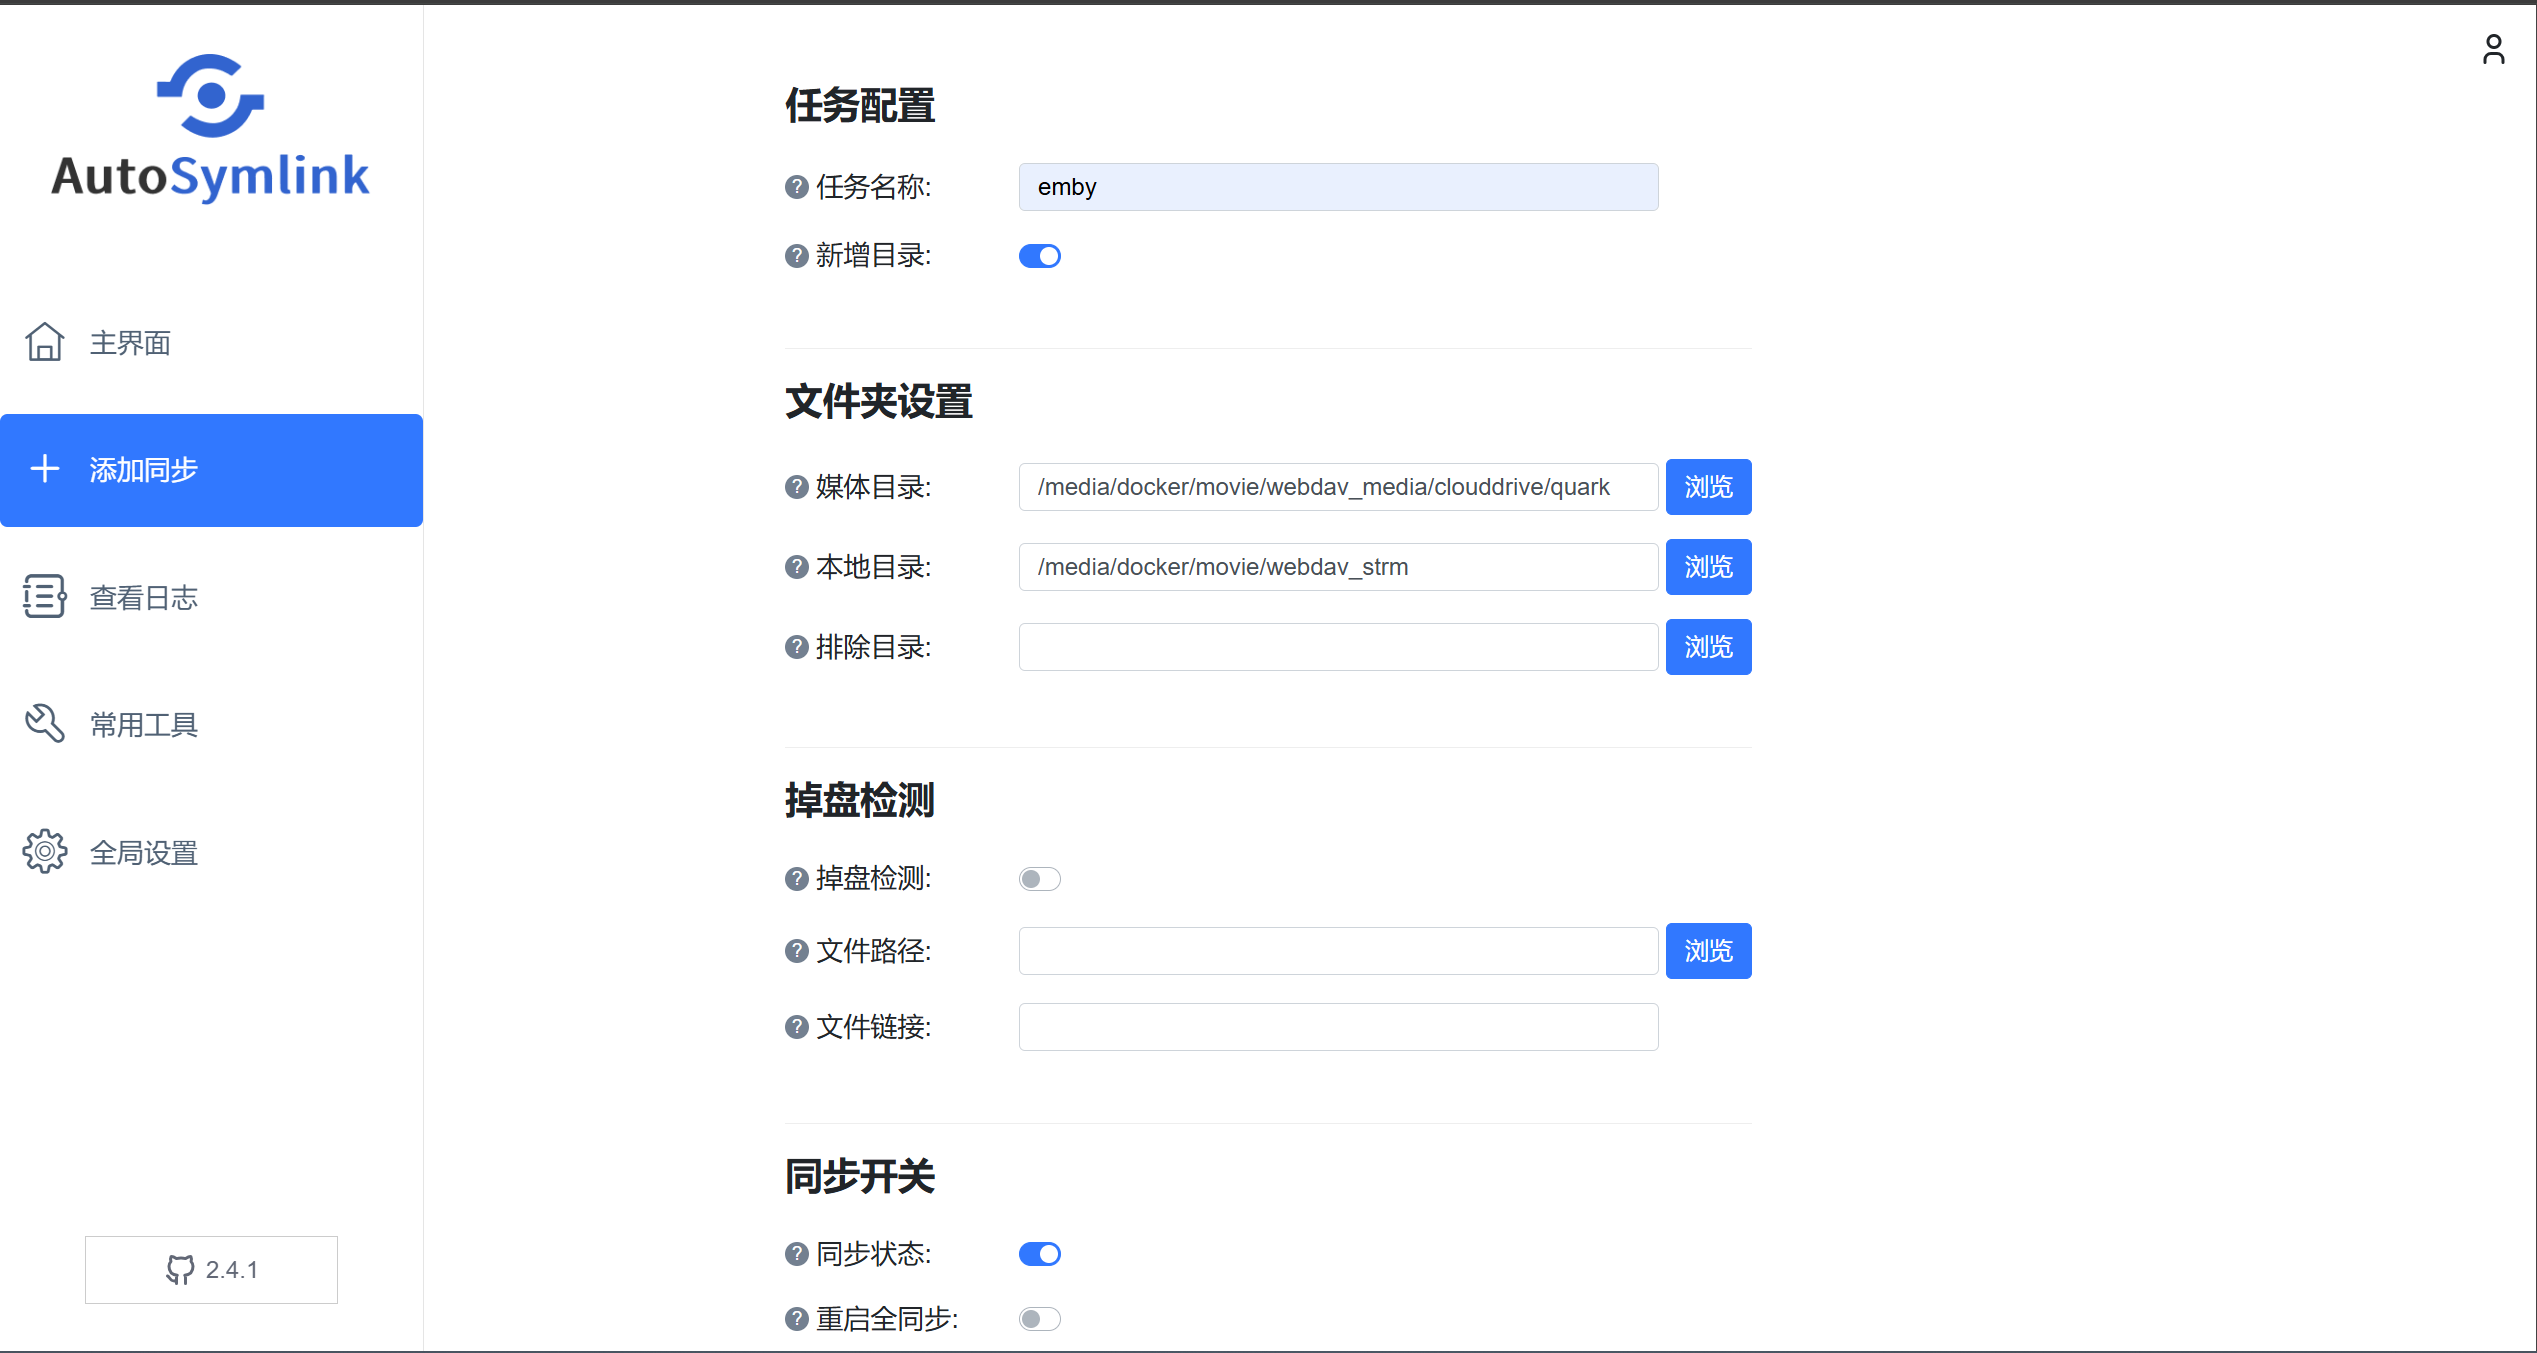 AutoSymlink
主界面
添加同步
查看日志
常用工具
全局设置
2.4.1
任务配置
任务名称: emby
新增目录:
文件夹设置
媒体目录: /media/docker/movie/webdav_media/clouddrive/quark 浏览
本地目录: /media/docker/movie/webdav_strm 浏览
排除目录: 浏览
掉盘检测
掉盘检测:
文件路径: 浏览
文件链接:
同步开关
同步状态:
重启全同步: